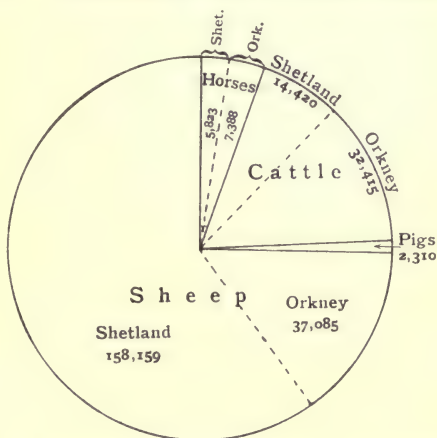 Shet.
Ork.
Horses
5,823
7,388
Shetland
14,420
Cattle
Orkney
32,415
Pigs
2,310
Sheep
Orkney
37,085
Shetland
158,159